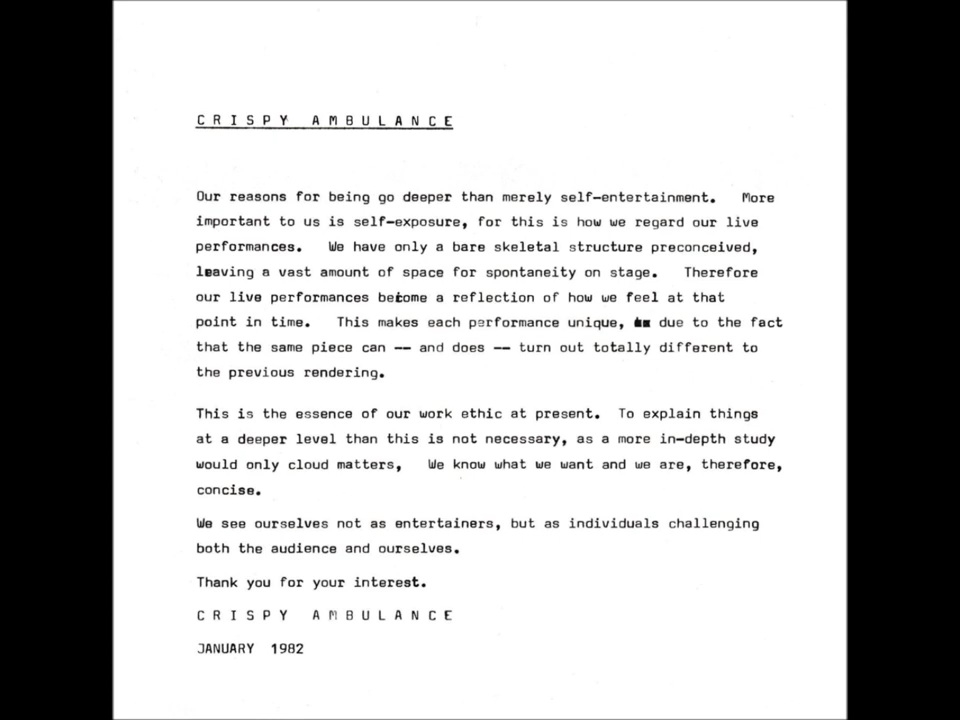 C R I S P Y   A M B U L A N C E
Our reasons for being go deeper than merely self-entertainment.   More
important to us is self-exposure, for this is how we regard our live
performances.   We have only a bare skeletal structure preconceived,
leaving a vast amount of space for spontaneity on stage.   Therefore
our live performances become a reflection of how we feel at that
point in time.   This makes each performance unique, due to the fact
that the same piece can -- and does -- turn out totally different to
the previous rendering.
This is the essence of our work ethic at present.  To explain things
at a deeper level than this is not necessary, as a more in-depth study
would only cloud matters,   We know what we want and we are, therefore,
concise.
We see ourselves not as entertainers, but as individuals challenging
both the audience and ourselves.
Thank you for your interest.
C R I S P Y   A M B U L A N C E
JANUARY  1982